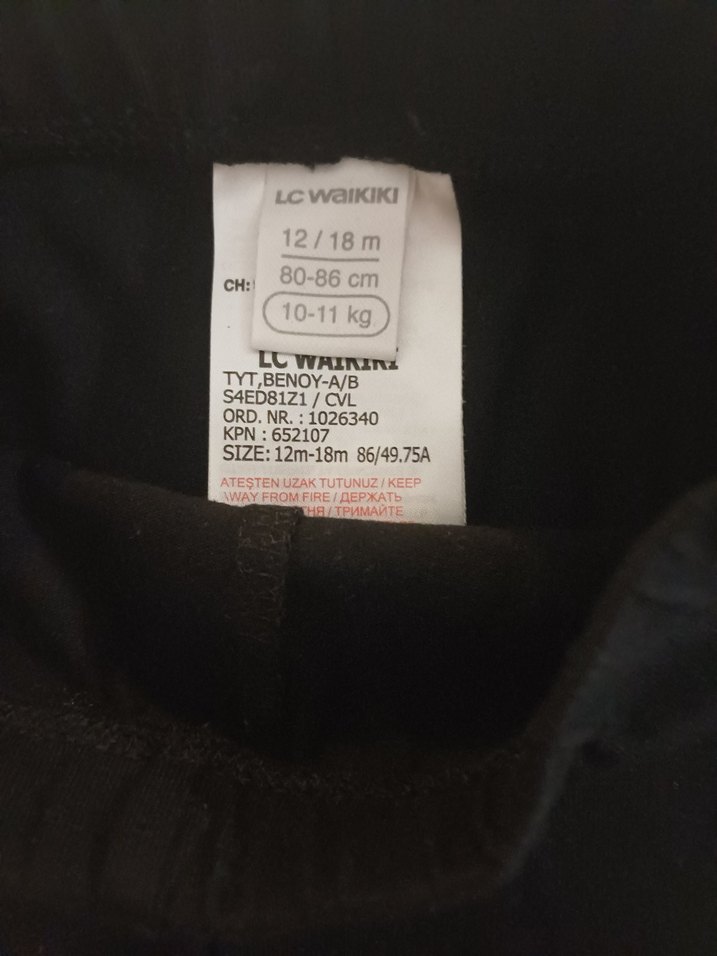 LC WAIKIKI
12 / 18 m
80-86 cm
10-11 kg
CH:
LC WAIKIKI
TYT,BENOY-A/B
S4ED81Z1 / CVL
ORD. NR. : 1026340
KPN : 652107
SIZE: 12m-18m 86/49.75A
ATEŞTEN UZAK TUTUNUZ / KEEP
AWAY FROM FIRE / ДЕРЖАТЬ
ТРИМАЙТЕ